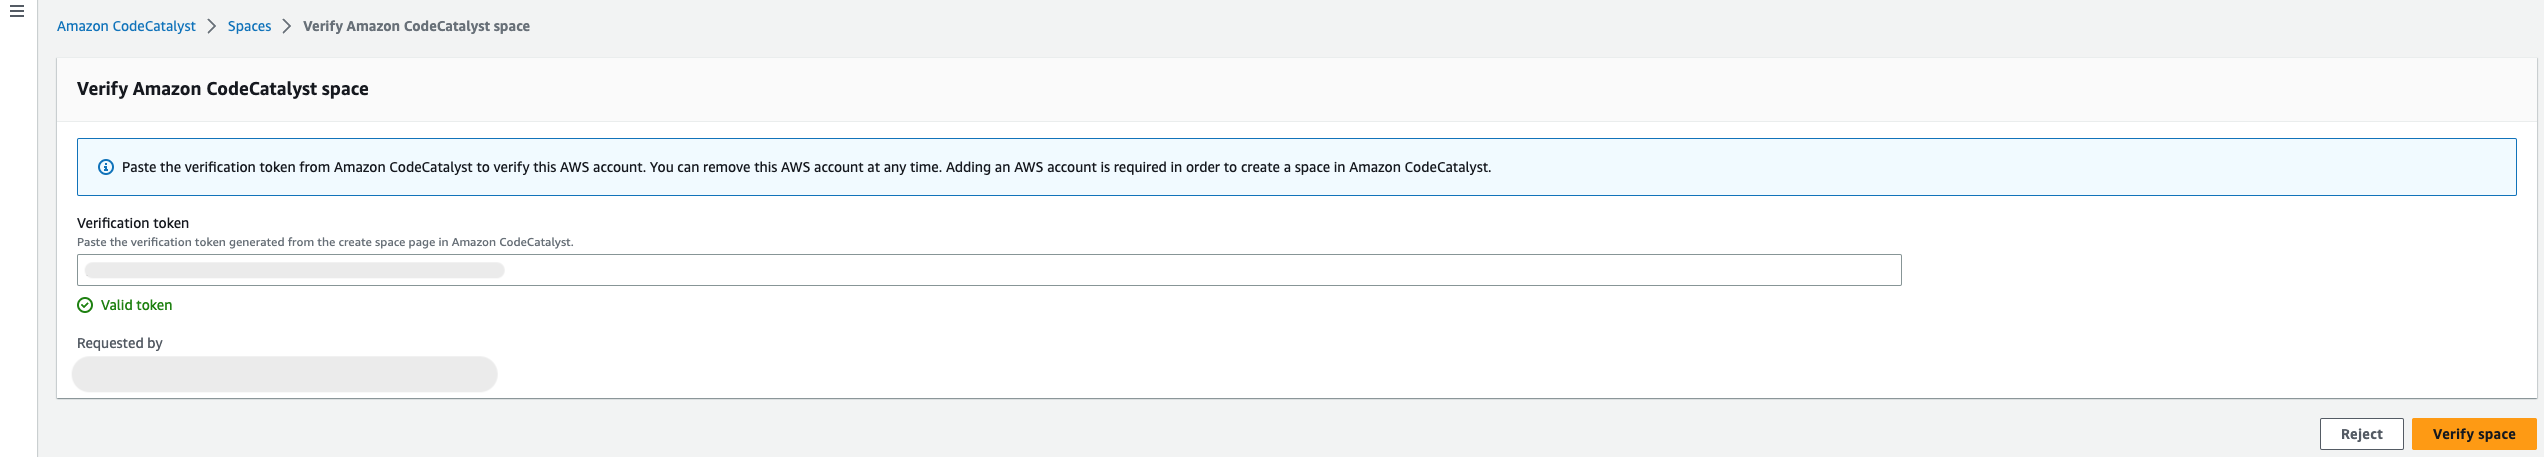 Amazon CodeCatalyst > Spaces > Verify Amazon CodeCatalyst space
Verify Amazon CodeCatalyst space
Paste the verification token from Amazon CodeCatalyst to verify this AWS account. You can remove this AWS account at any time. Adding an AWS account is required in order to create a space in Amazon CodeCatalyst.
Verification token
Paste the verification token generated from the create space page in Amazon CodeCatalyst.
Valid token
Requested by
Reject Verify space